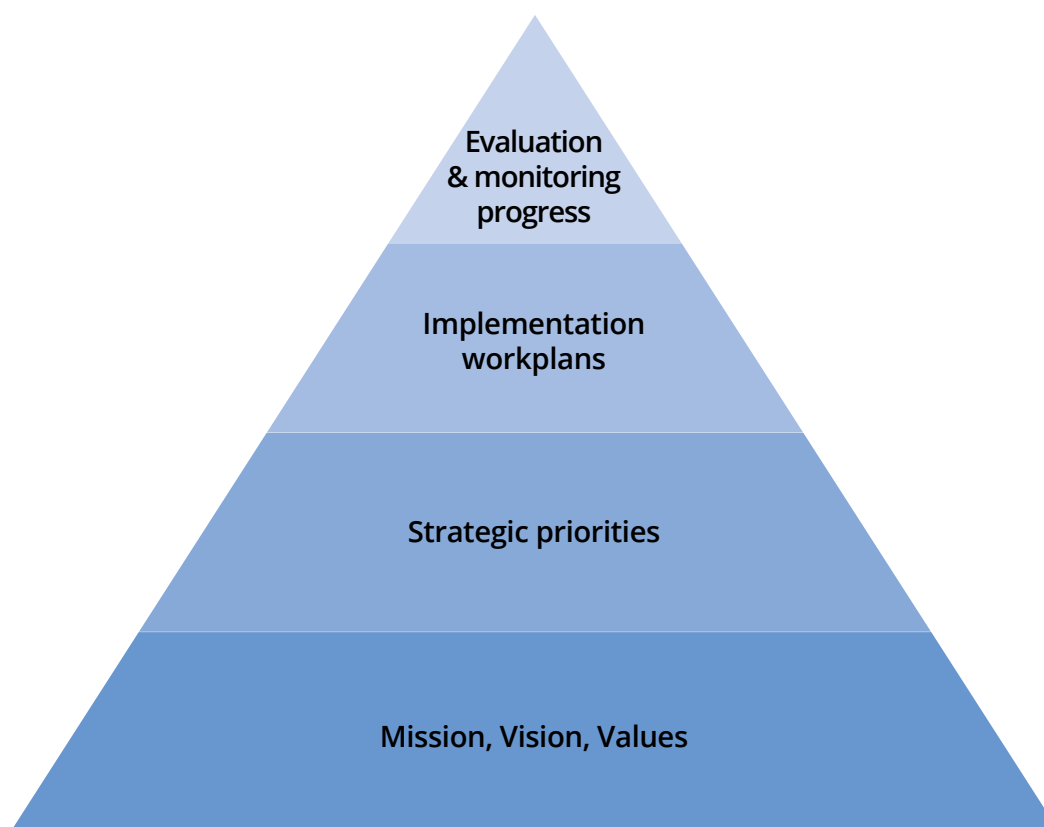 Evaluation
& monitoring
progress
Implementation
workplans
Strategic priorities
Mission, Vision, Values